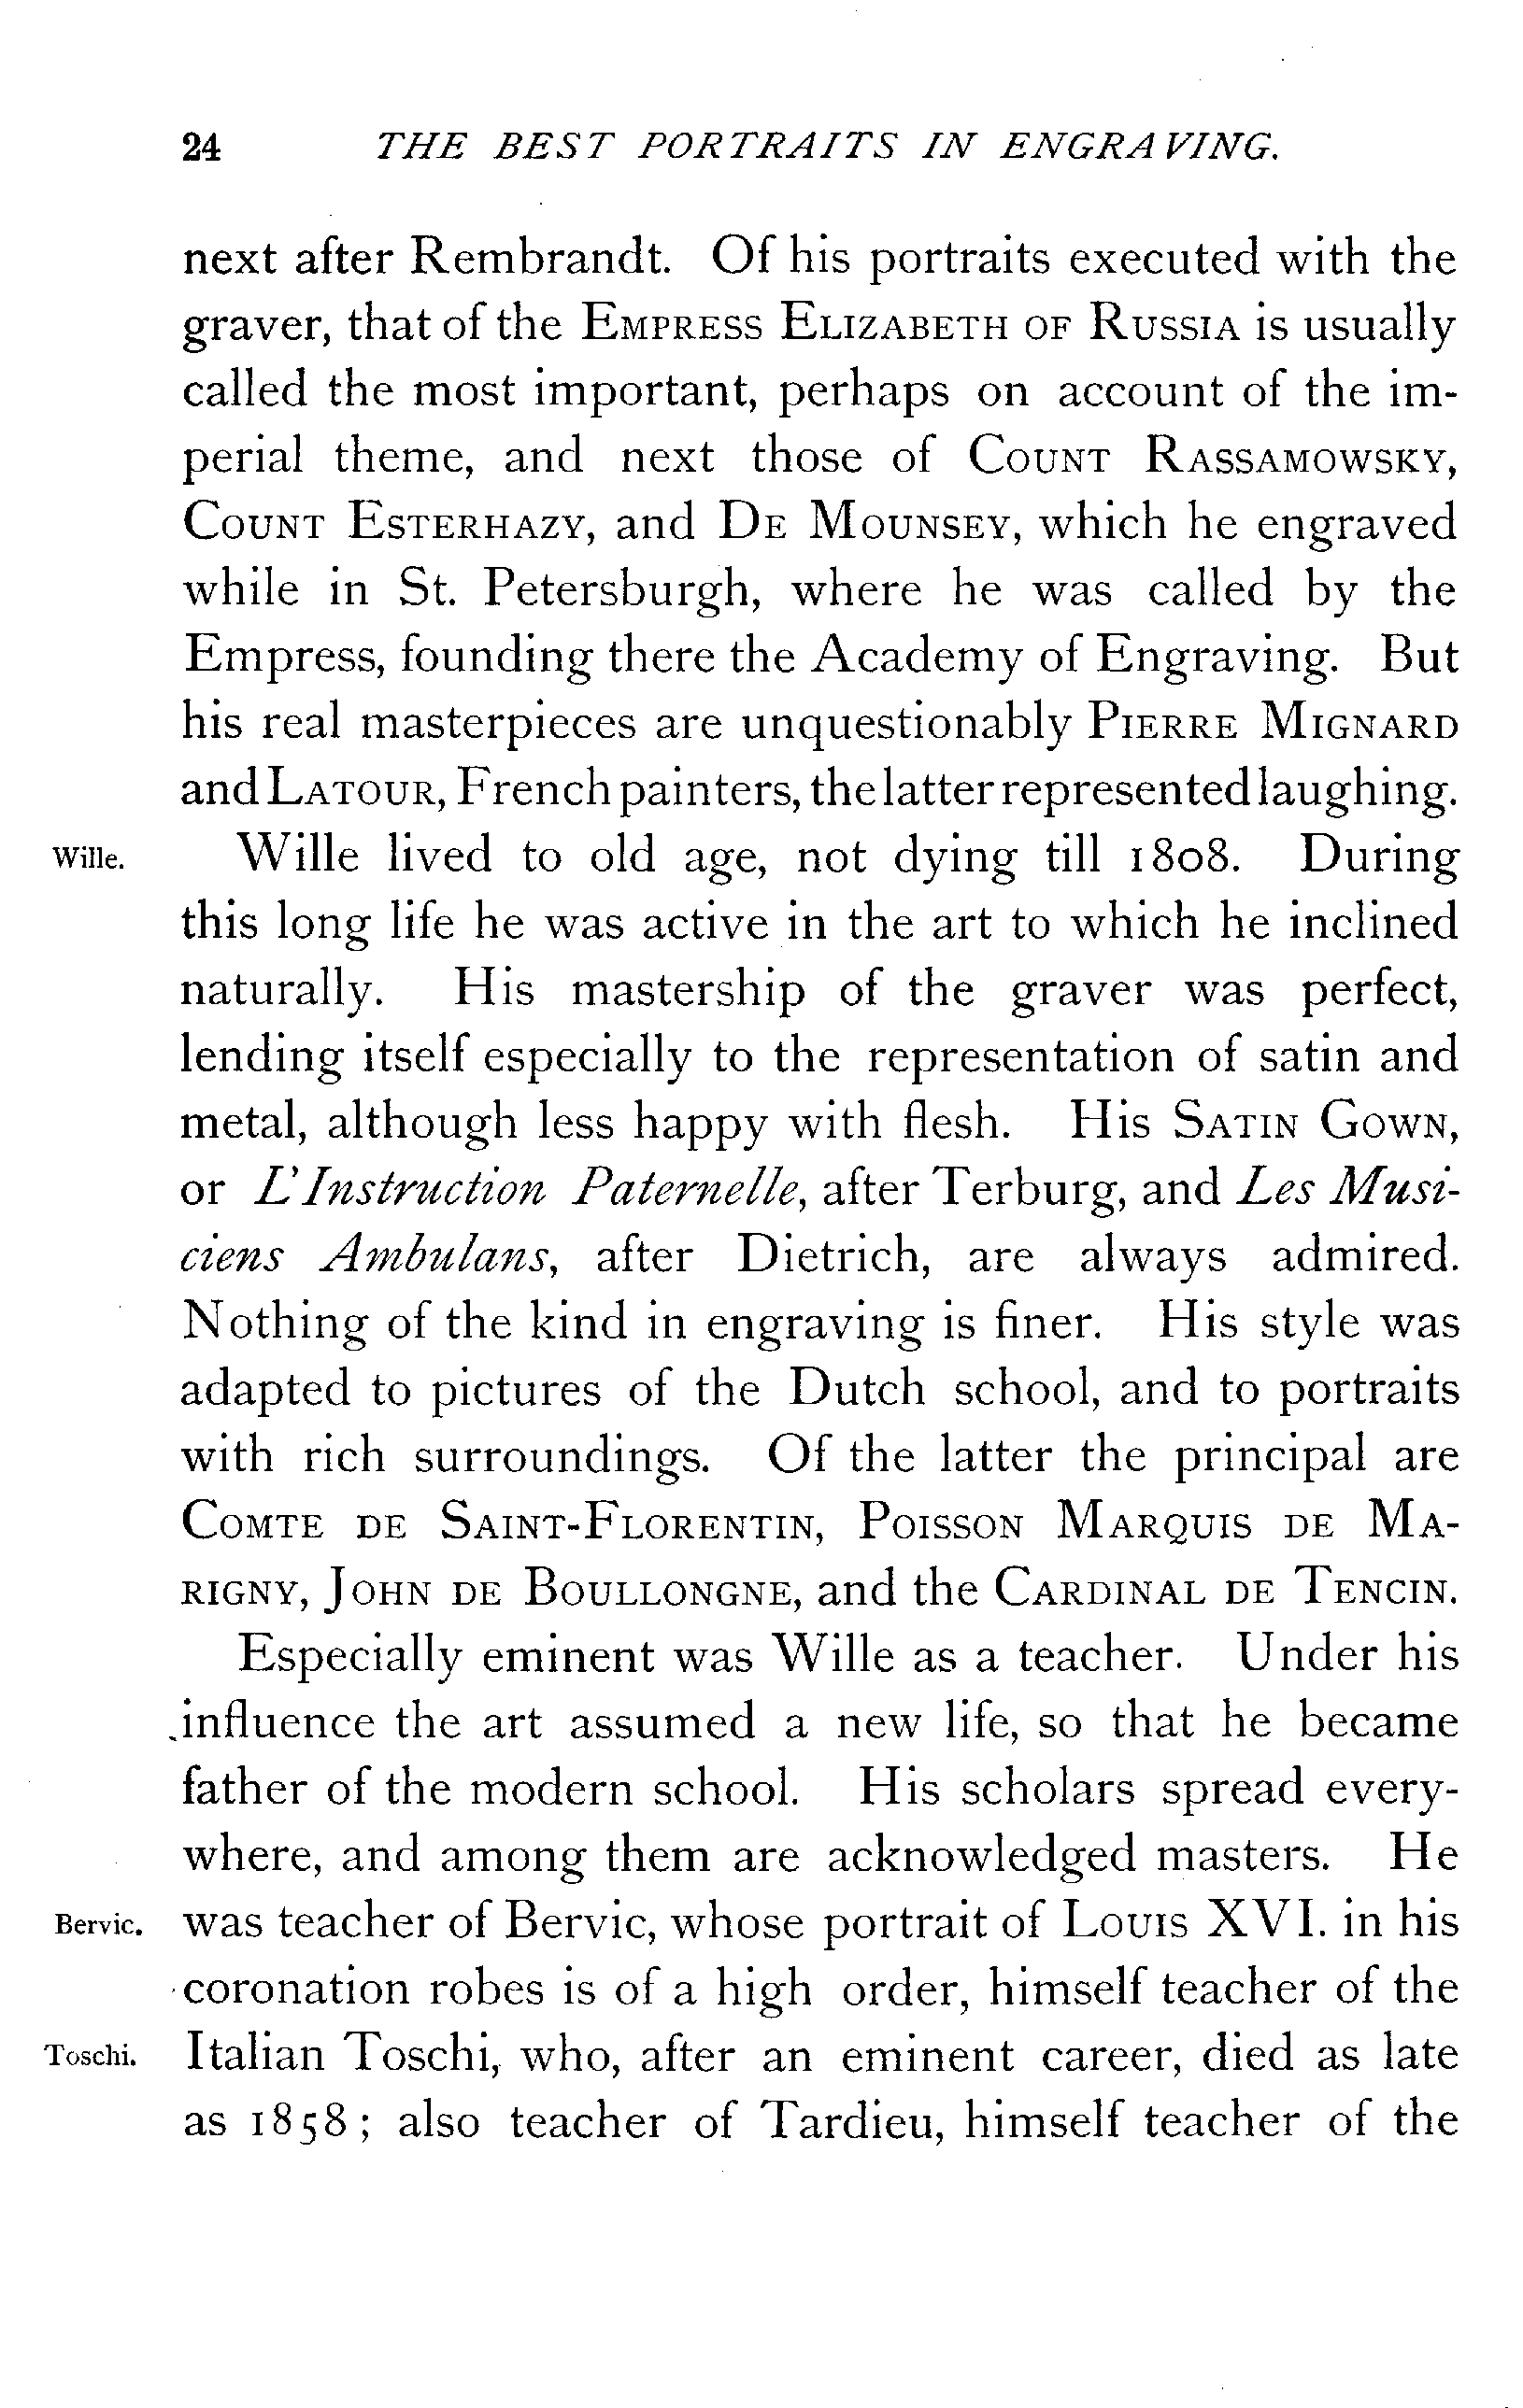 24 THE BEST PORTRAITS IN ENGRAVING.
next after Rembrandt. Of his portraits executed with the
graver, that of the EMPRESS ELIZABETH OF RUSSIA is usually
called the most important, perhaps on account of the im-
perial theme, and next those of COUNT RASSAMOWSKY,
COUNT ESTERHAZY, and DE MOUNSEY, which he engraved
while in St. Petersburgh, where he was called by the
Empress, founding there the Academy of Engraving. But
his real masterpieces are unquestionably PIERRE MIGNARD
and LATOUR, French painters, the latter represented laughing.
Wille. Wille lived to old age, not dying till 1808. During
this long life he was active in the art to which he inclined
naturally. His mastership of the graver was perfect,
lending itself especially to the representation of satin and
metal, although less happy with flesh. His SATIN GOWN,
or L'Instruction Paternelle, after Terburg, and Les Musi-
ciens Ambulans, after Dietrich, are always admired.
Nothing of the kind in engraving is finer. His style was
adapted to pictures of the Dutch school, and to portraits
with rich surroundings. Of the latter the principal are
COMTE DE SAINT-FLORENTIN, POISSON MARQUIS DE MA-
RIGNY, JOHN DE BOULLONGNE, and the CARDINAL DE TENCIN.
Especially eminent was Wille as a teacher. Under his
influence the art assumed a new life, so that he became
father of the modern school. His scholars spread every-
where, and among them are acknowledged masters. He
Bervic. was teacher of Bervic, whose portrait of LOUIS XVI. in his
coronation robes is of a high order, himself teacher of the
Toschi. Italian Toschi, who, after an eminent career, died as late
as 1858; also teacher of Tardieu, himself teacher of the